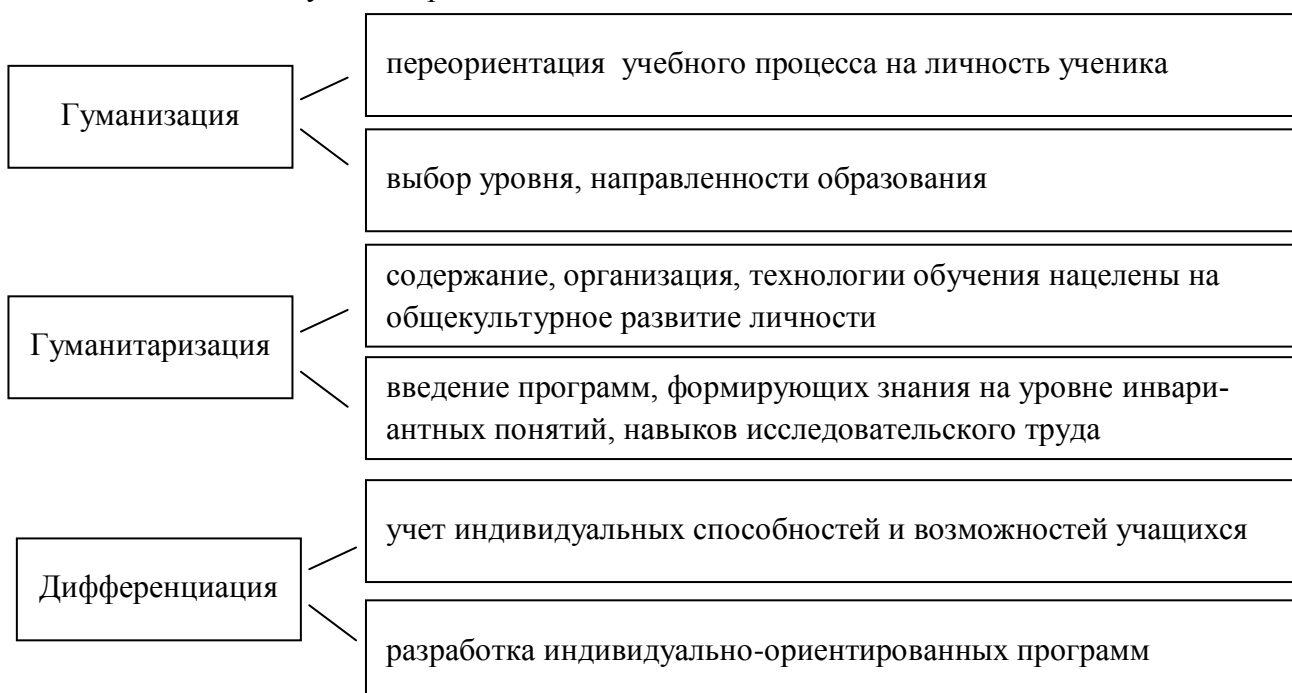 переориентация учебного процесса на личность ученика
Гуманизация
выбор уровня, направленности образования
содержание, организация, технологии обучения нацелены на
общекультурное развитие личности
Гуманитаризация
введение программ, формирующих знания на уровне инвари-
антных понятий, навыков исследовательского труда
учет индивидуальных способностей и возможностей учащихся
Дифференциация
разработка индивидуально-ориентированных программ